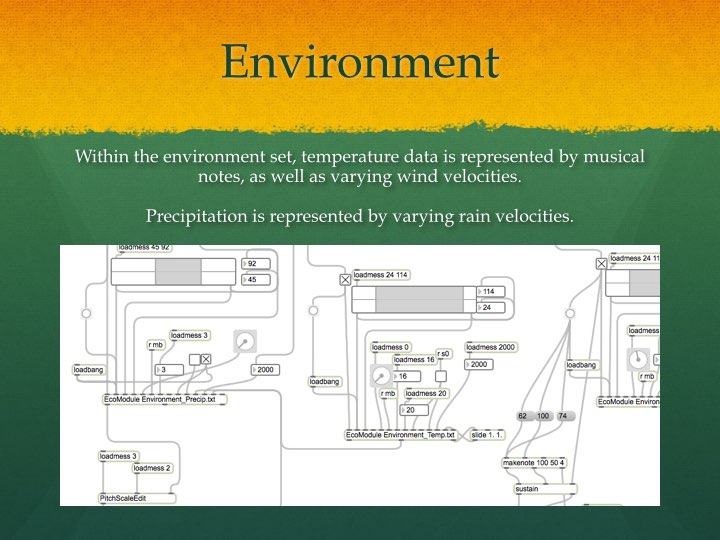 Environment
Within the environment set, temperature data is represented by musical
notes, as well as varying wind velocities.
Precipitation is represented by varying rain velocities.
loadmess 45 92
92
45
loadmess 3
r mb
3
2000
loadbang
EcoModule Environment_Precip.txt
loadmess 3
loadmess 2
PitchScaleEdit
loadmess 24 114
114
24
loadmess 0
r s0
loadmess 2000
loadmess 16
2000
16
loadbang
r mb
loadmess 20
20
EcoModule Environment_Temp.txt
slide 1. 1.
loadmess 24 11
loadmess
loadbang
r mb
EcoModule Environ
62 100 74
makenote 100 50 4
sustain